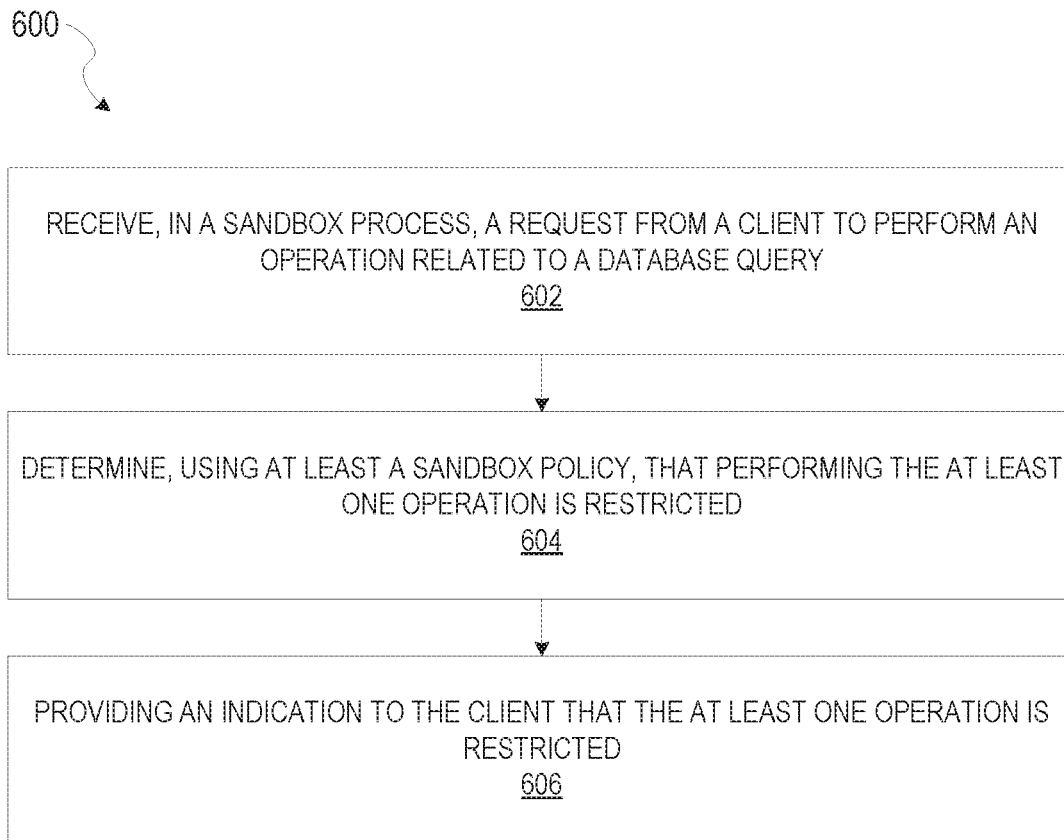 600
RECEIVE, IN A SANDBOX PROCESS, A REQUEST FROM A CLIENT TO PERFORM AN
OPERATION RELATED TO A DATABASE QUERY
602
DETERMINE, USING AT LEAST A SANDBOX POLICY, THAT PERFORMING THE AT LEAST
ONE OPERATION IS RESTRICTED
604
PROVIDING AN INDICATION TO THE CLIENT THAT THE AT LEAST ONE OPERATION IS
RESTRICTED
606